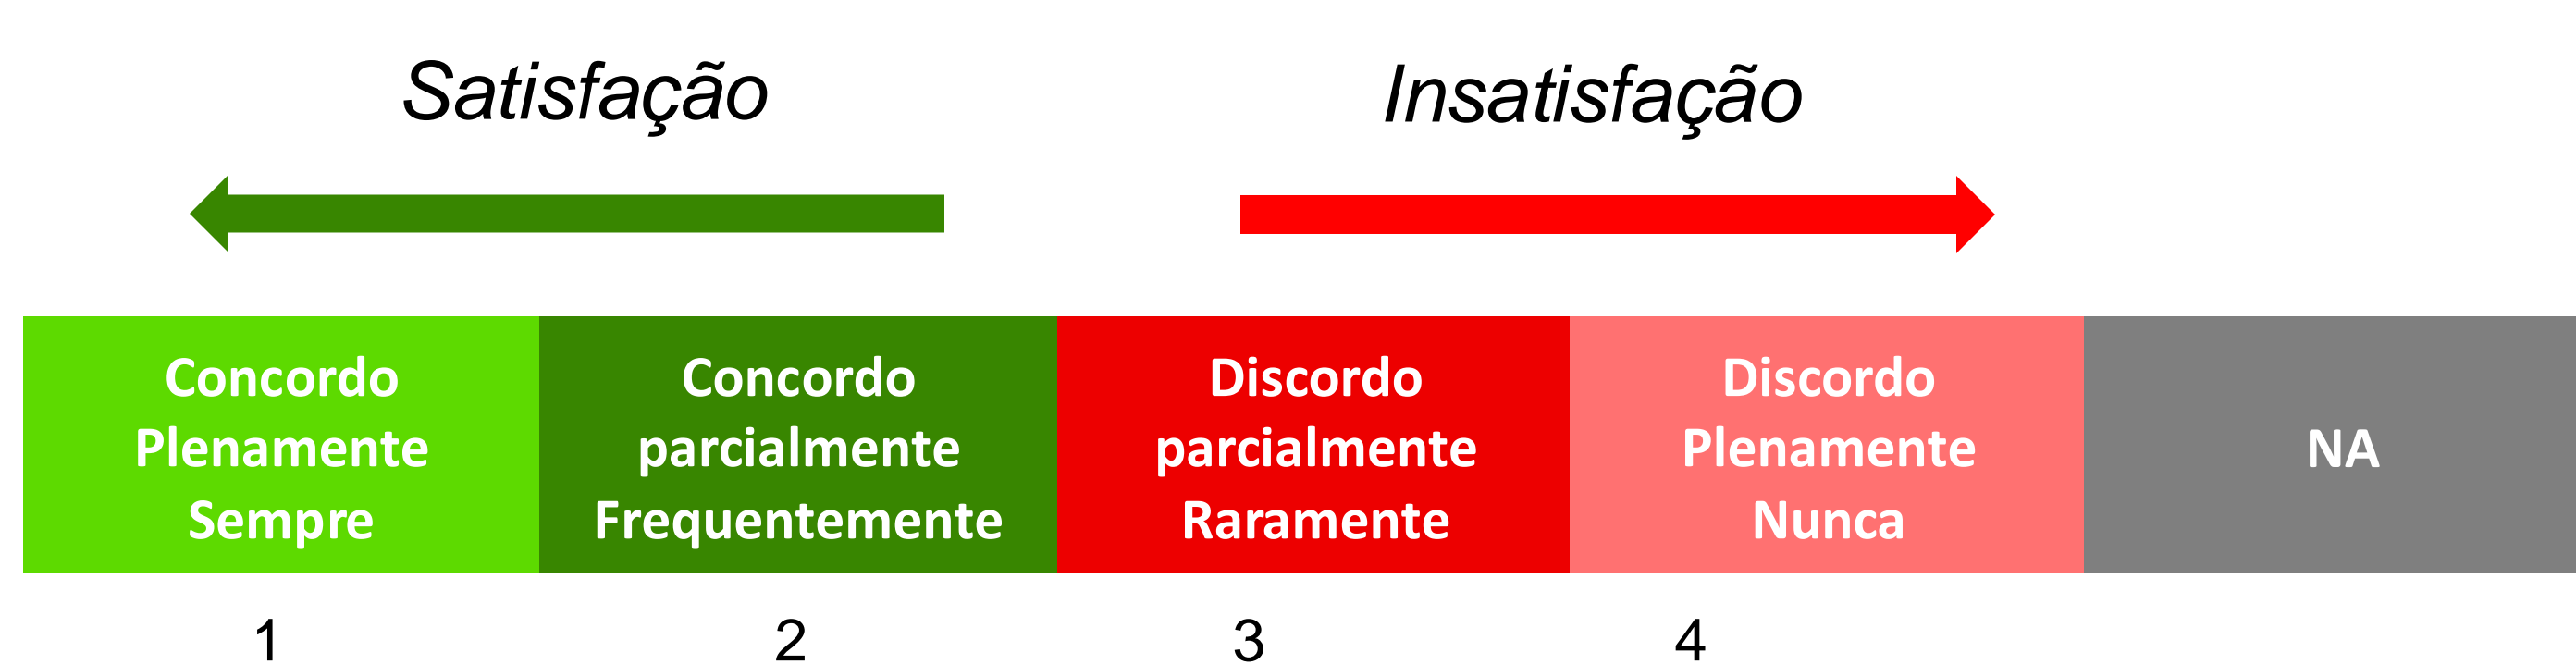 Satisfação
Insatisfação
Concordo
Plenamente
Sempre
Concordo
parcialmente
Frequentemente
Discordo
parcialmente
Raramente
Discordo
Plenamente
Nunca
NA
1
2
3
4